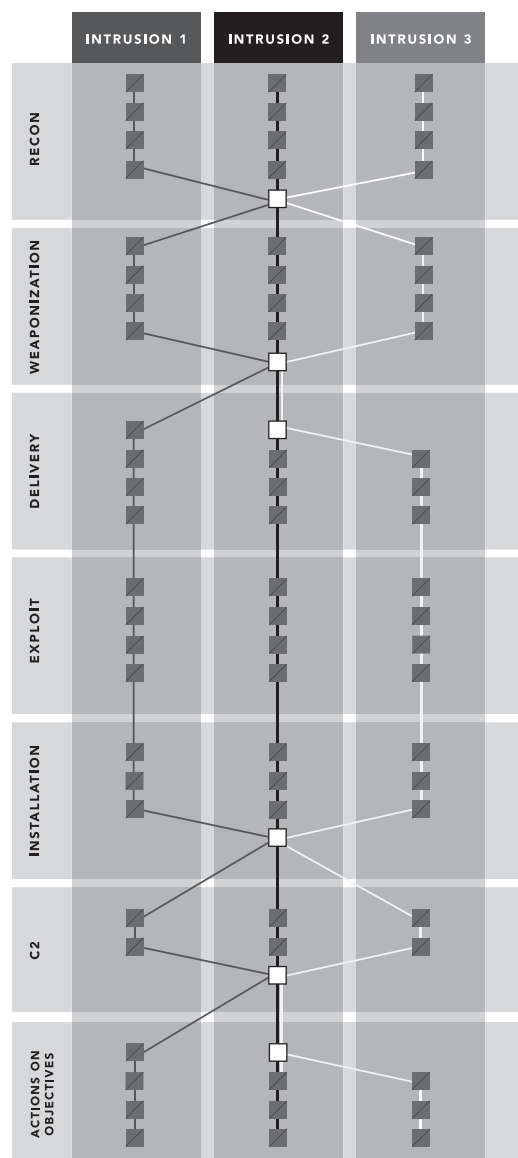 INTRUSION 1
INTRUSION 2
INTRUSION 3
RECON
WEAPONIZATION
DELIVERY
EXPLOIT
INSTALLATION
C2
ACTIONS ON
OBJECTIVES